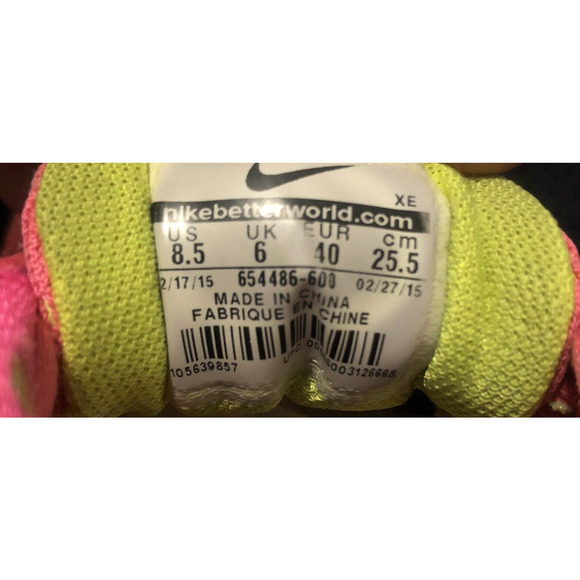 XE
nikebetterworld.com
US UK EUR cm
8.5 6 40 25.5
2/17/15 654486-600 02/27/15
MADE IN CHINA
FABRIQUE EN CHINE
105639857